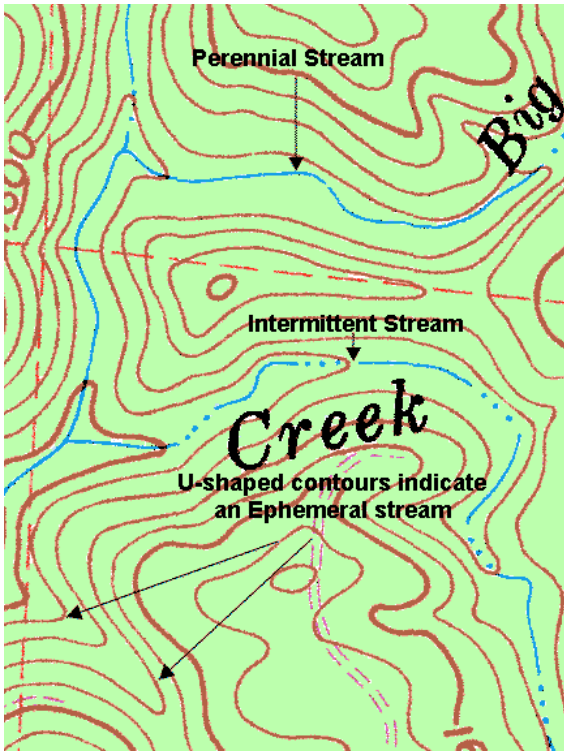 Perennial Stream
Big
Intermittent Stream
Creek
U-shaped contours indicate
an Ephemeral stream